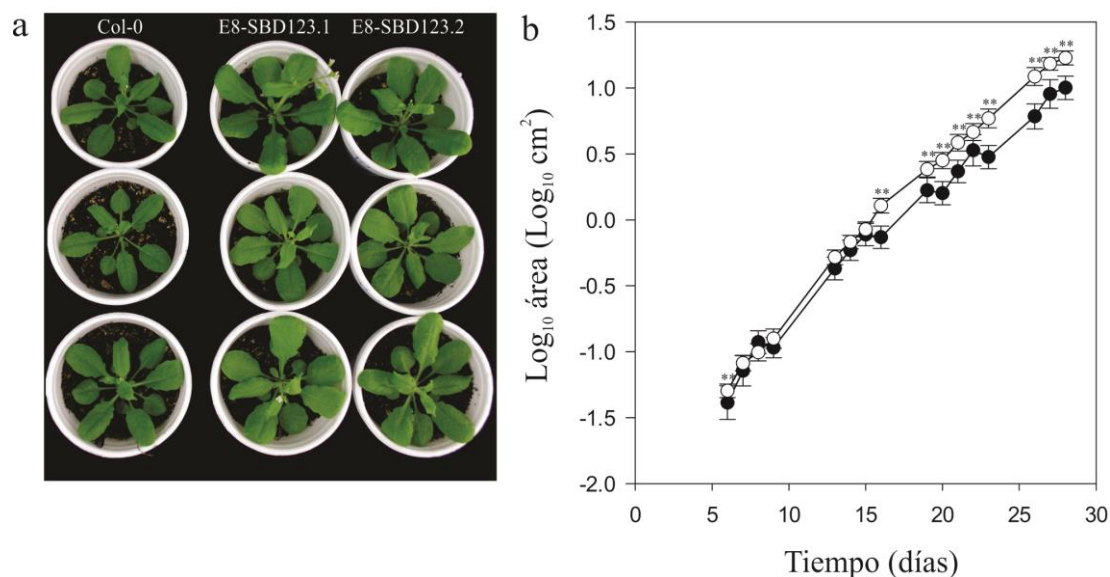 a
Col-0 E8-SBD123.1 E8-SBD123.2
b
Log10 área (Log10 cm²)
1.5
1.0
0.5
0.0
-0.5
-1.0
-1.5
-2.0
** ** ** ** ** ** ** ** ** ** **
0 5 10 15 20 25 30
Tiempo (días)